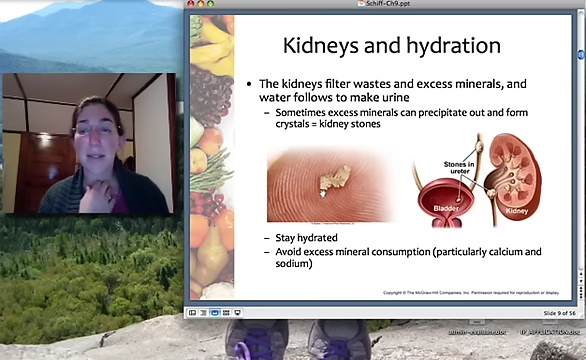 Schiff-Ch9.ppt
Kidneys and hydration
• The kidneys filter wastes and excess minerals, and
water follows to make urine
– Sometimes excess minerals can precipitate out and form
crystals = kidney stones
Stones in
ureter
Bladder
Kidney
– Stay hydrated
– Avoid excess mineral consumption (particularly calcium and
sodium)
Copyright © The McGraw-Hill Companies, Inc. Permission required for reproduction or display.
Slide 9 of 56